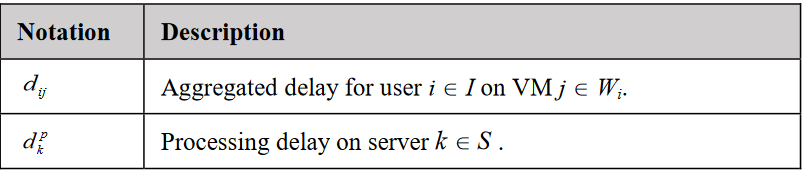 Notation Description
d_ij Aggregated delay for user i ∈ I on VM j ∈ W_i.
d_k^p Processing delay on server k ∈ S .